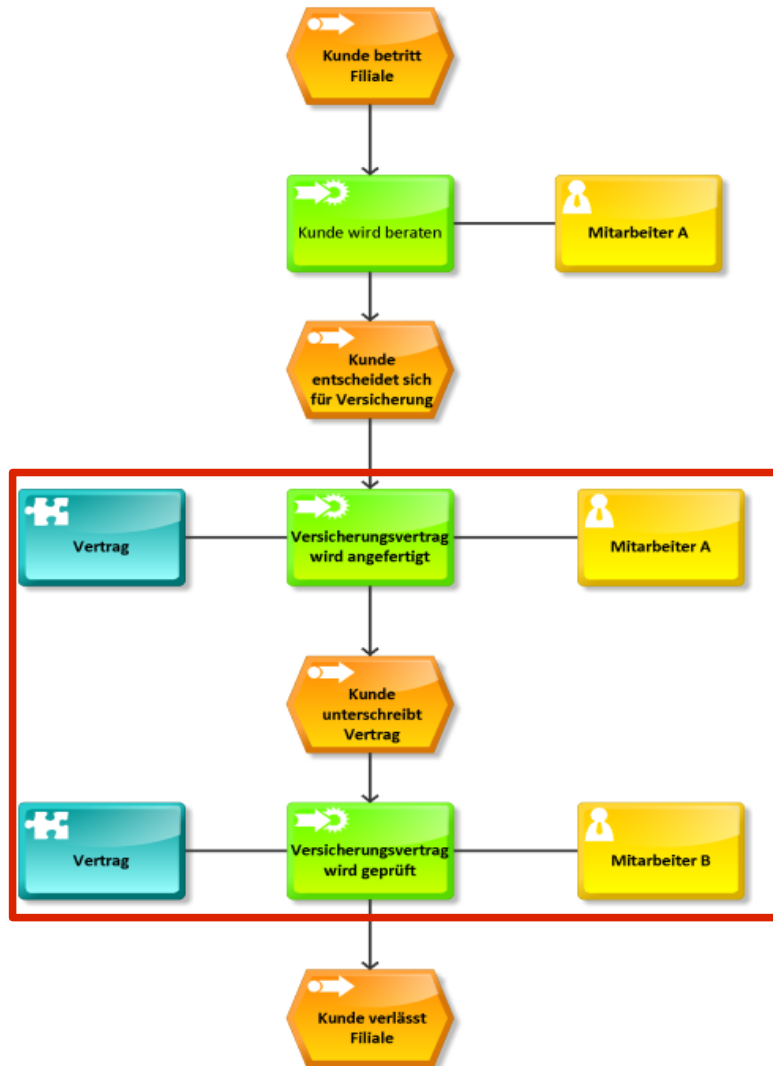 Kunde betritt
Filiale
Kunde wird beraten
Mitarbeiter A
Kunde
entscheidet sich
für Versicherung
Vertrag
Versicherungsvertrag
wird angefertigt
Mitarbeiter A
Kunde
unterschreibt
Vertrag
Vertrag
Versicherungsvertrag
wird geprüft
Mitarbeiter B
Kunde verlässt
Filiale